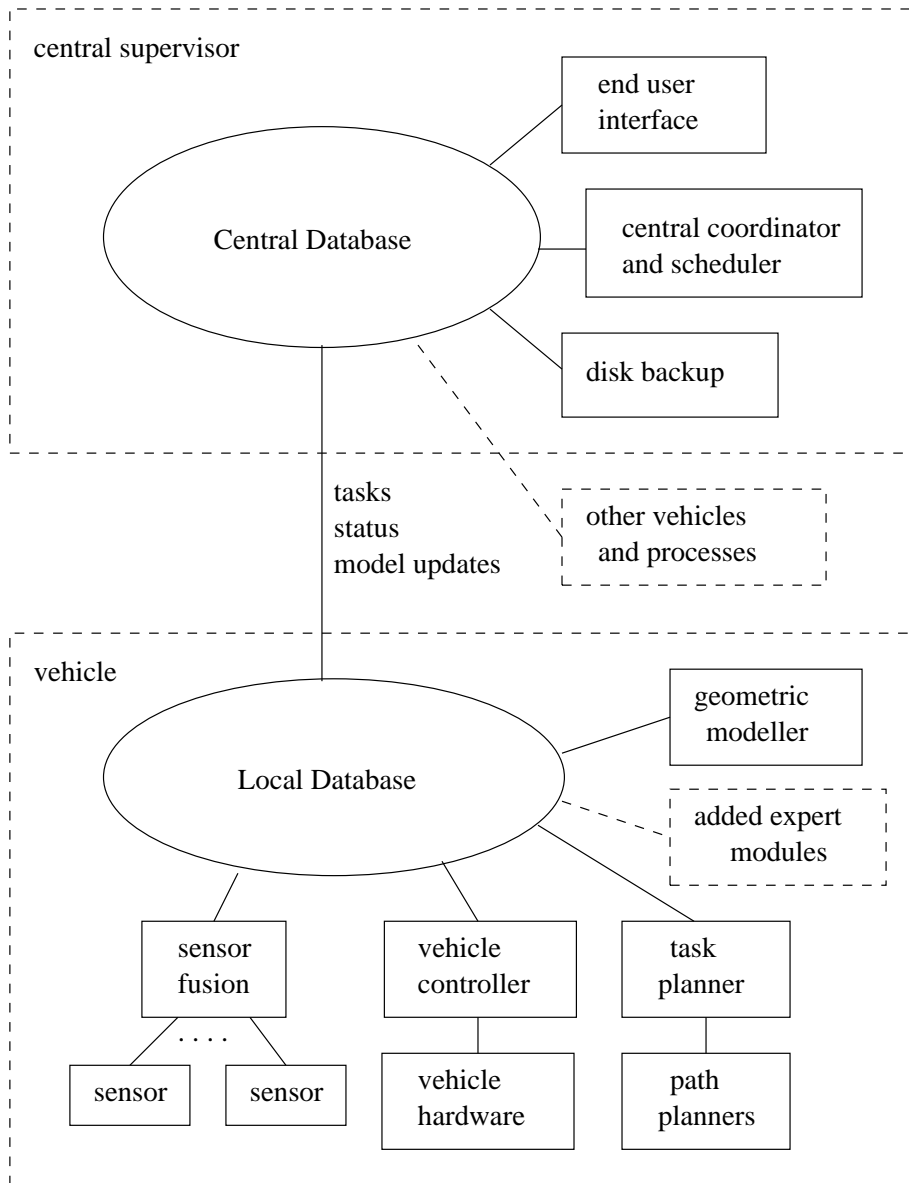 central supervisor
end user
interface
Central Database
central coordinator
and scheduler
disk backup
tasks
status
model updates
other vehicles
and processes
vehicle
geometric
modeller
Local Database
added expert
modules
sensor
fusion
vehicle
controller
task
planner
. . . .
sensor
sensor
vehicle
hardware
path
planners